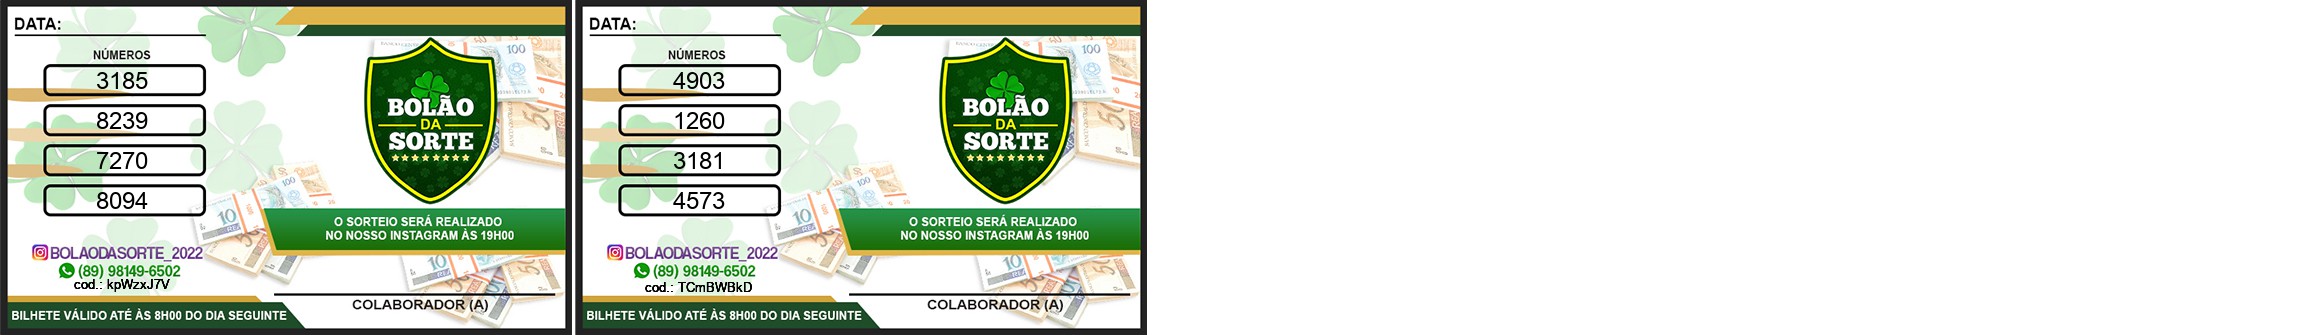 DATA:
NÚMEROS
3185
8239
7270
8094
BOLAODASORTE_2022
(89) 98149-6502
cod.: kpWzxJ7V
BILHETE VÁLIDO ATÉ ÀS 8H00 DO DIA SEGUINTE
BOLÃO
DA
SORTE
O SORTEIO SERÁ REALIZADO
NO NOSSO INSTAGRAM ÀS 19H00
COLABORADOR (A)
DATA:
NÚMEROS
4903
1260
3181
4573
BOLAODASORTE_2022
(89) 98149-6502
cod.: TCmBWBkD
BILHETE VÁLIDO ATÉ ÀS 8H00 DO DIA SEGUINTE
BOLÃO
DA
SORTE
O SORTEIO SERÁ REALIZADO
NO NOSSO INSTAGRAM ÀS 19H00
COLABORADOR (A)